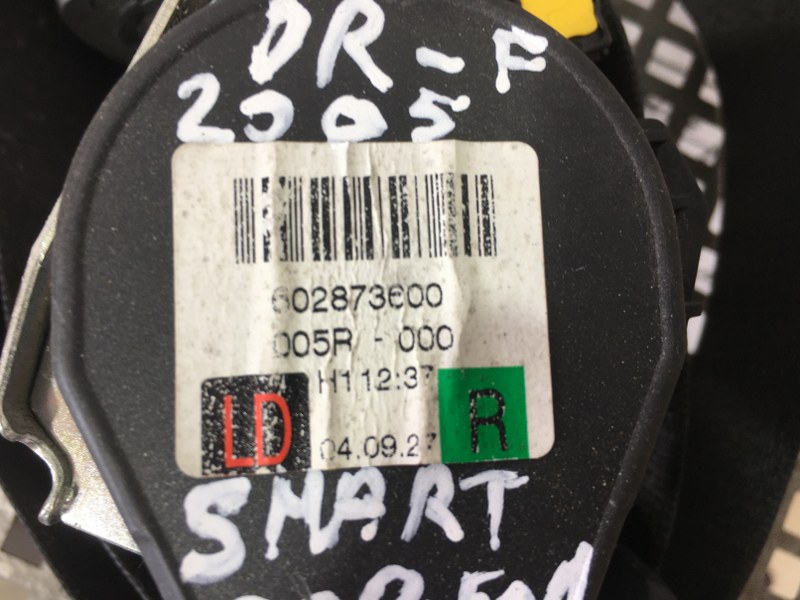 DR-F
2005
602873600
005R - 000
H1 12:37
LD
R
04.09.27
SMART